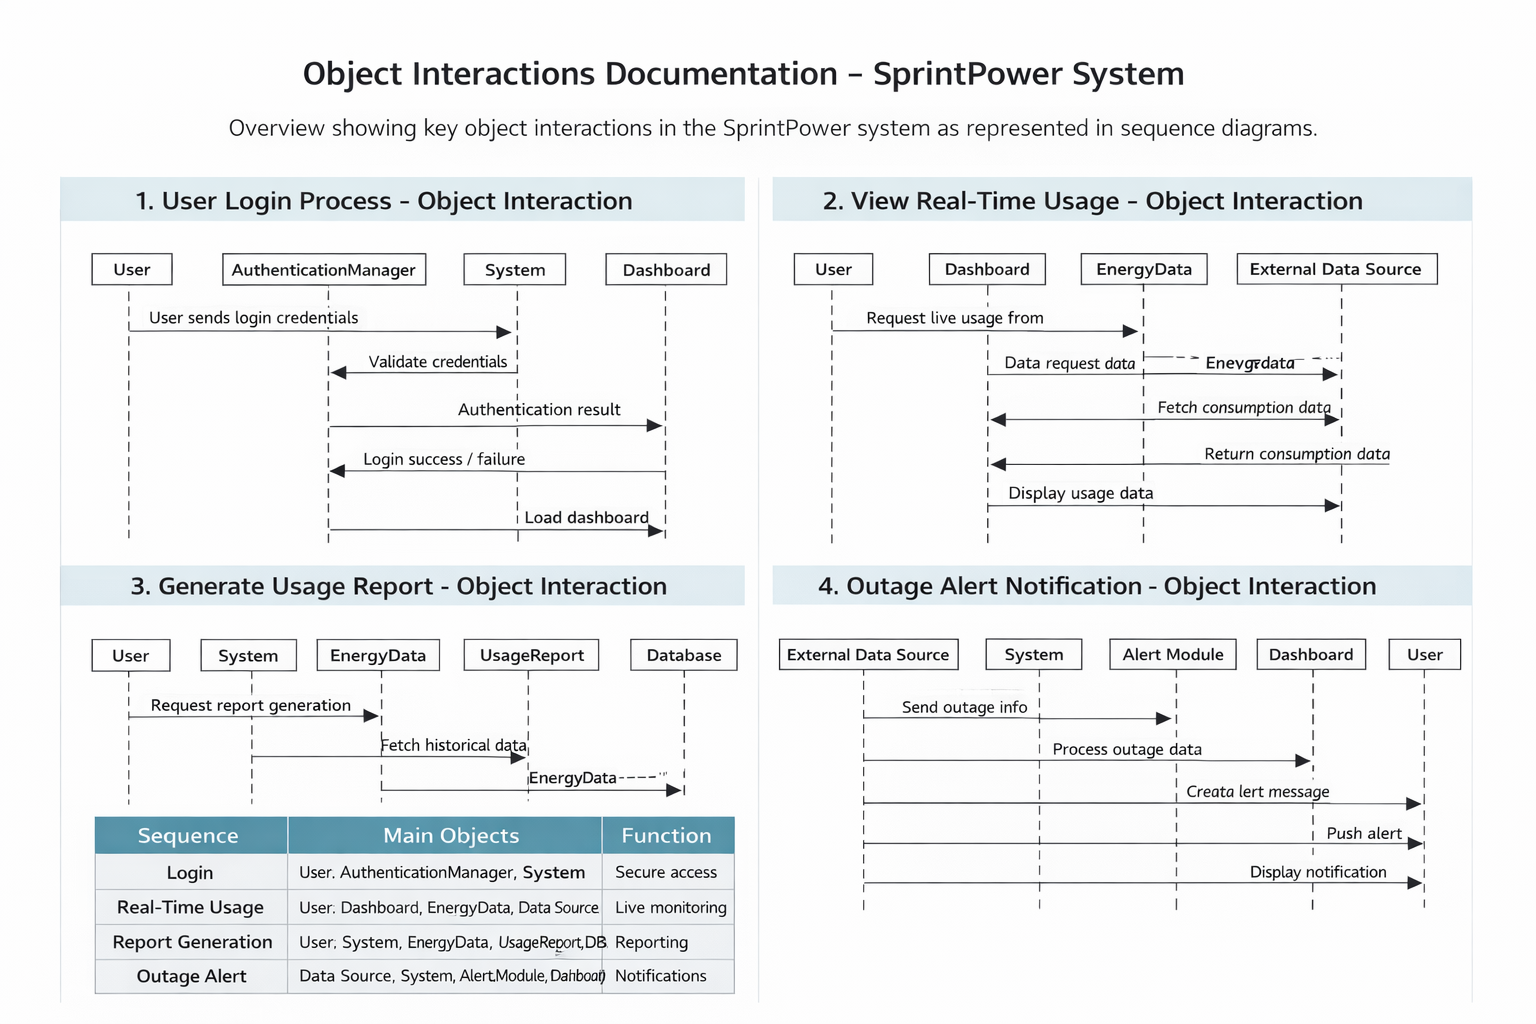 Object Interactions Documentation – SprintPower System
Overview showing key object interactions in the SprintPower system as represented in sequence diagrams.
1. User Login Process - Object Interaction
User AuthenticationManager System Dashboard
User sends login credentials
Validate credentials
Authentication result
Login success / failure
Load dashboard
2. View Real-Time Usage - Object Interaction
User Dashboard EnergyData External Data Source
Request live usage from
Data request data
Fetch consumption data
Return consumption data
Display usage data
3. Generate Usage Report - Object Interaction
User System EnergyData UsageReport Database
Request report generation
Fetch historical data
EnergyData
Sequence Main Objects Function
Login User. AuthenticationManager, System Secure access
Real-Time Usage User. Dashboard, EnergyData, Data Source Live monitoring
Report Generation User. System, EnergyData, UsageReport,DB Reporting
Outage Alert Data Source, System, Alert.Module, Notifications
4. Outage Alert Notification - Object Interaction
External Data Source System Alert Module Dashboard User
Send outage info
Process outage data
Creata lert message
Push alert
Display notification